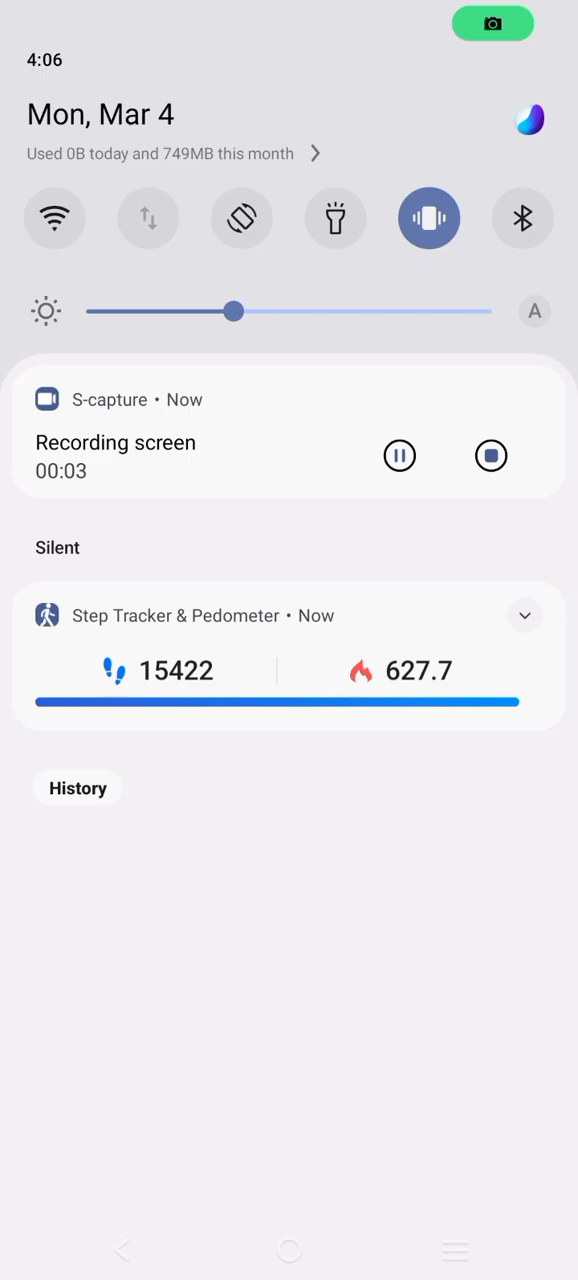 4:06
Mon, Mar 4
Used 0B today and 749MB this month
A
S-capture • Now
Recording screen
00:03
Silent
Step Tracker & Pedometer • Now
15422 627.7
History